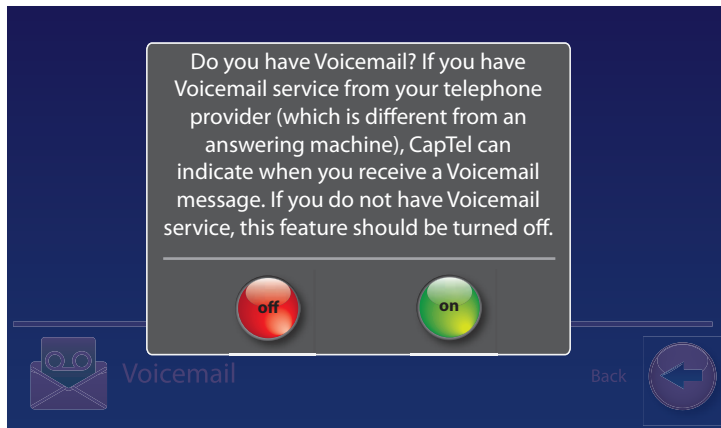 Do you have Voicemail? If you have
Voicemail service from your telephone
provider (which is different from an
answering machine), CapTel can
indicate when you receive a Voicemail
message. If you do not have Voicemail
service, this feature should be turned off.
off
on
Voicemail
Back